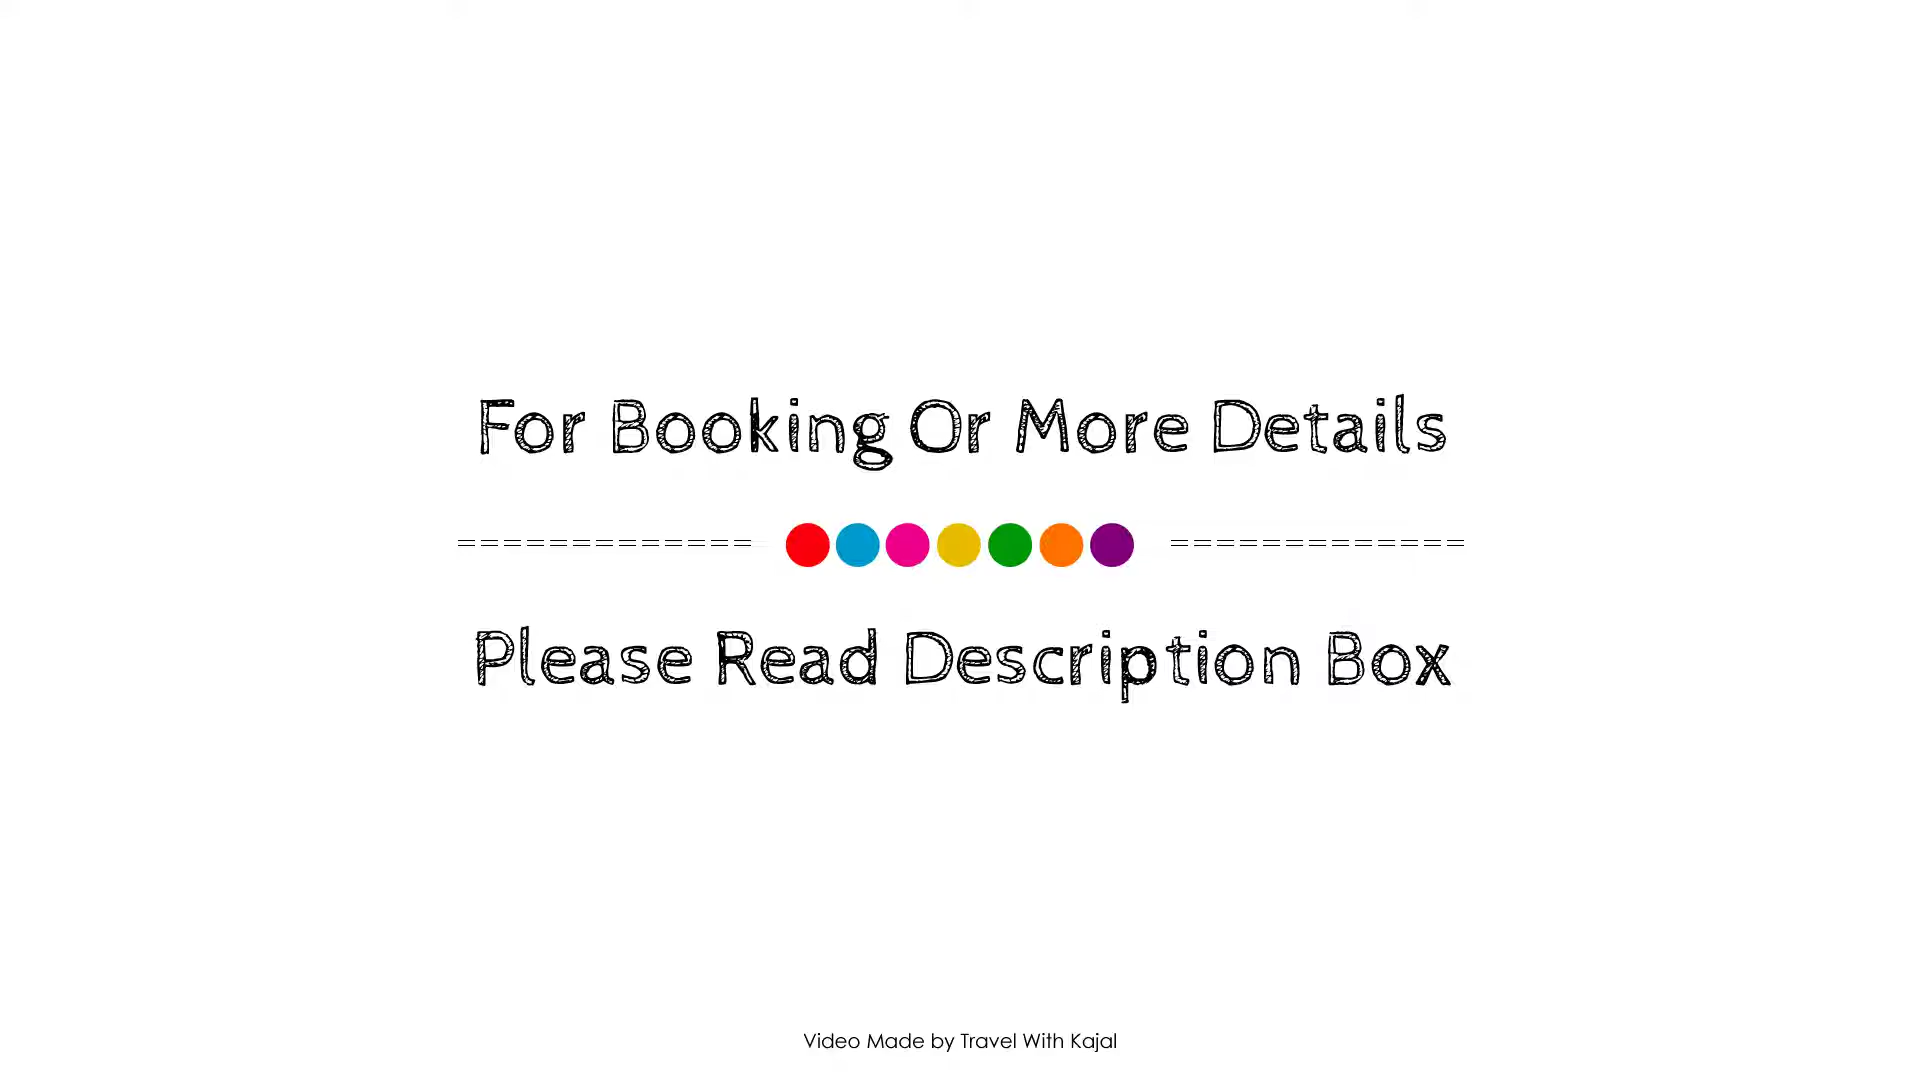 For Booking Or More Details
============= =============
Please Read Description Box
Video Made by Travel With Kajal